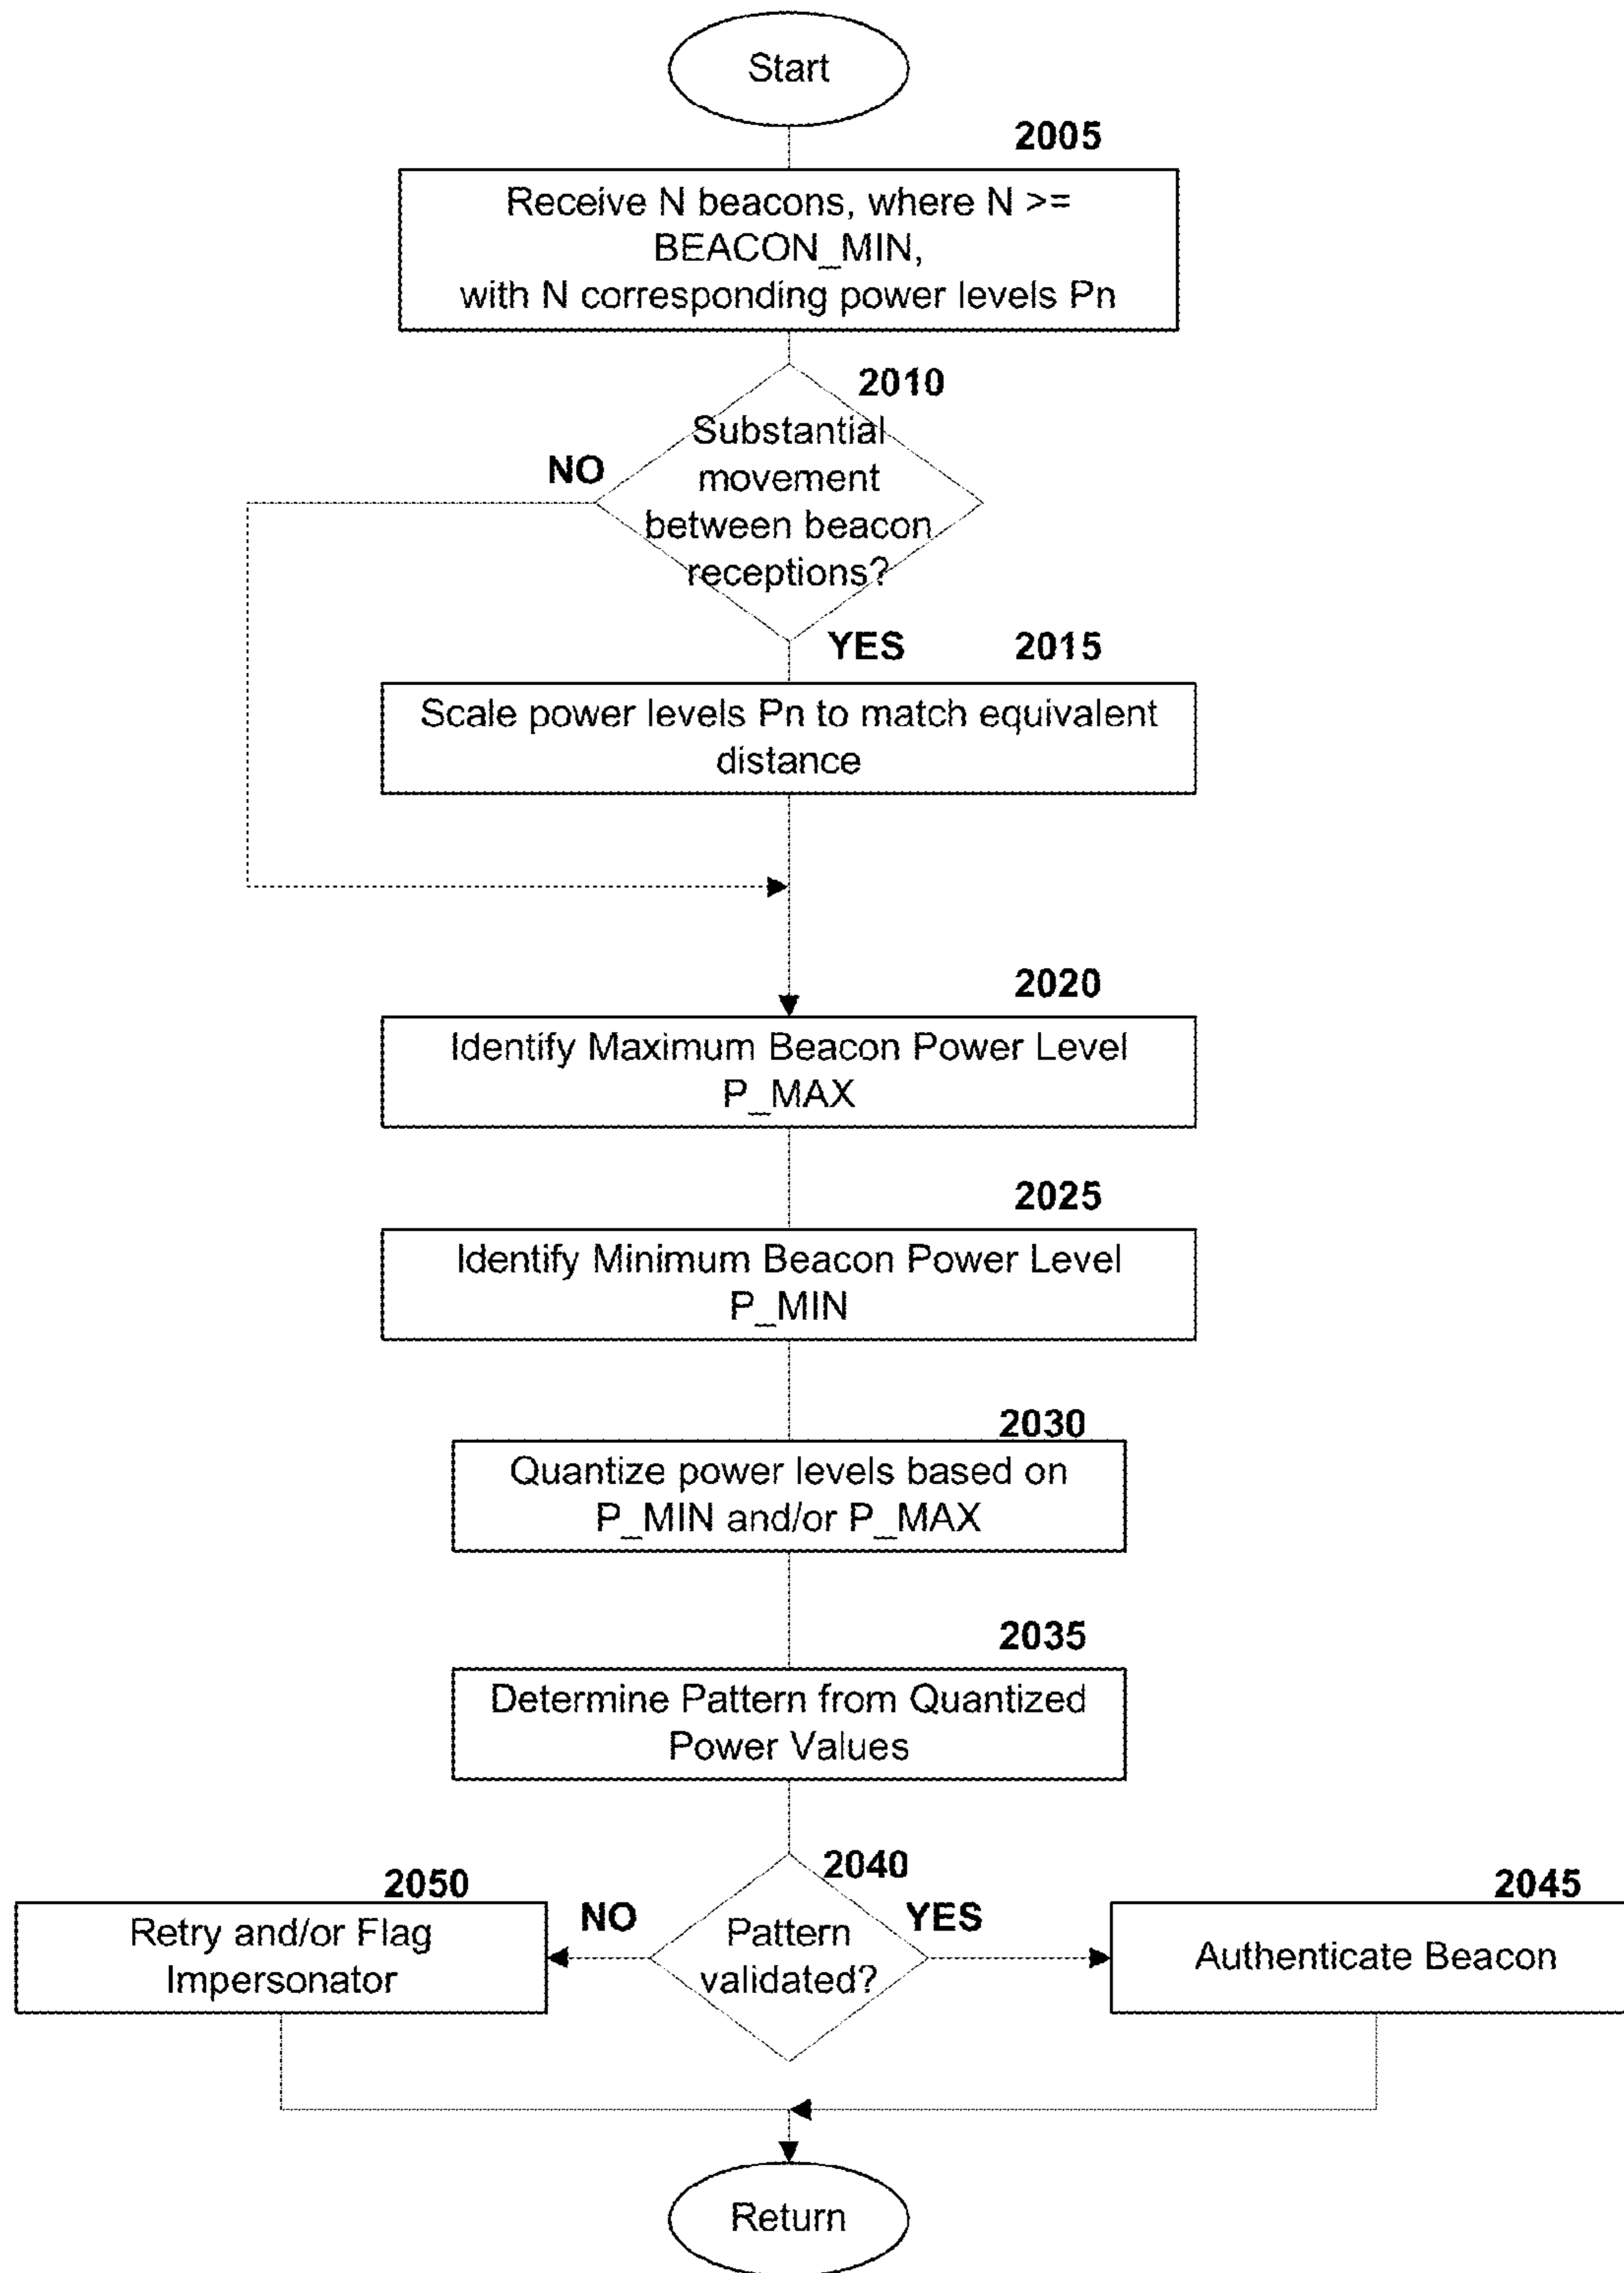 Start
2005
Receive N beacons, where N >=
BEACON_MIN,
with N corresponding power levels Pn
2010
Substantial
movement
between beacon
receptions?
NO
YES
2015
Scale power levels Pn to match equivalent
distance
2020
Identify Maximum Beacon Power Level
P_MAX
2025
Identify Minimum Beacon Power Level
P_MIN
2030
Quantize power levels based on
P_MIN and/or P_MAX
2035
Determine Pattern from Quantized
Power Values
2040
Pattern
validated?
NO
YES
2050
Retry and/or Flag
Impersonator
2045
Authenticate Beacon
Return